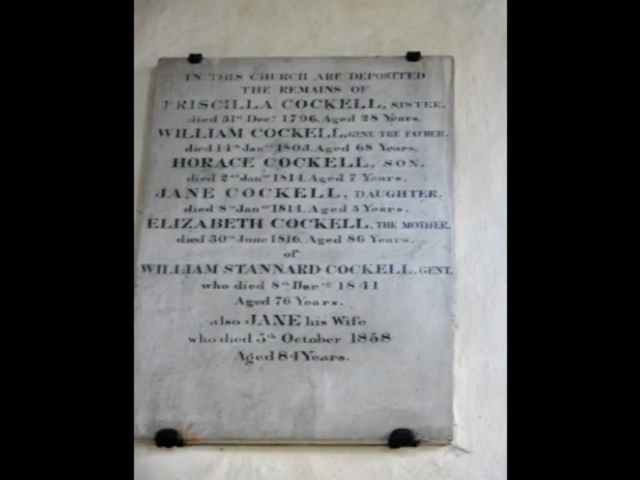 IN THIS CHURCH ARE DEPOSITED
THE REMAINS OF
PRISCILLA COCKELL, SISTER,
died 31st Decr. 1796. Aged 28 Years.
WILLIAM COCKELL, GENT. THE FATHER,
died 14th Jany. 1803. Aged 68 Years.
HORACE COCKELL, SON,
died 2nd Jany 1814. Aged 7 Years.
JANE COCKELL, DAUGHTER,
died 8th Jany 1814. Aged 5 Years.
ELIZABETH COCKELL, THE MOTHER,
died 30th June 1816. Aged 86 Years.
of
WILLIAM STANNARD COCKELL, GENT,
who died 8th Decr 1841
Aged 76 Years.
also JANE his Wife
who died 5th October 1858
Aged 84 Years.